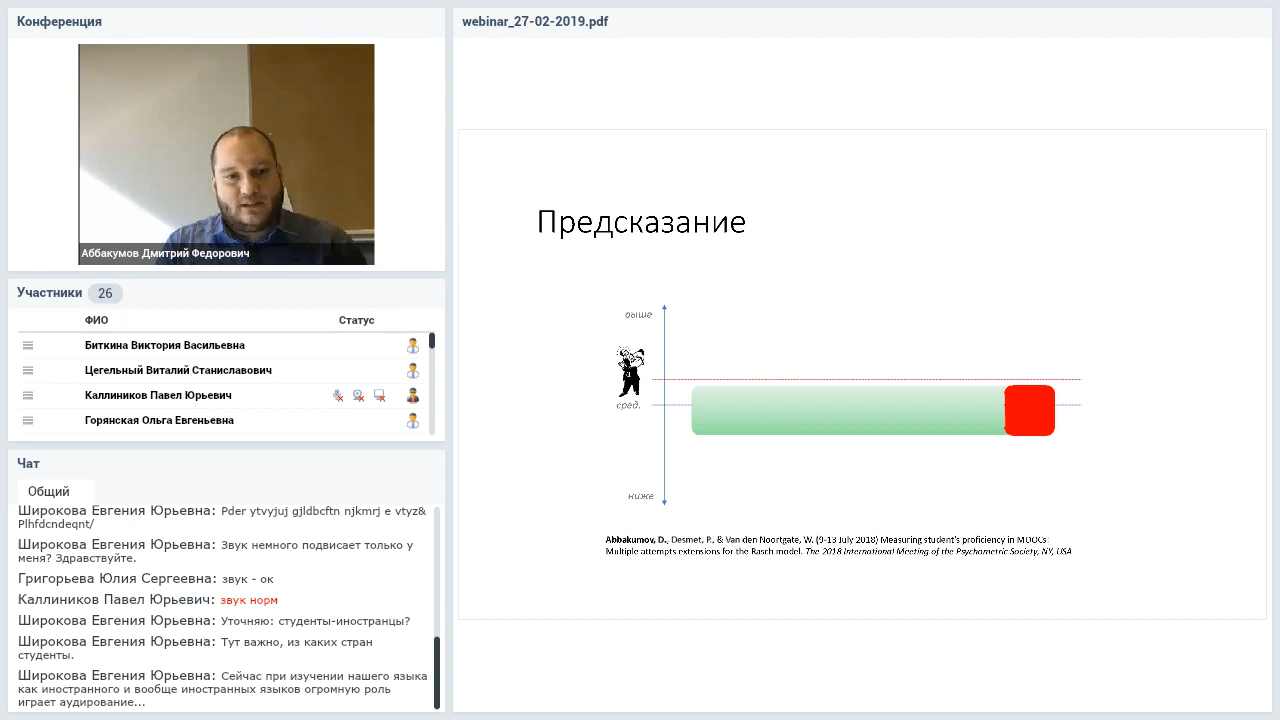 Конференция
Аббакумов Дмитрий Федорович
Участники 26
ФИО Статус
Биткина Виктория Васильевна
Цегельный Виталий Станиславович
Каллиников Павел Юрьевич
Горянская Ольга Евгеньевна
Чат
Общий
Широкова Евгения Юрьевна: Pder ytvyjuj gjldbcftn njkmrj e vtyz&
Plhfdcndeqnt/
Широкова Евгения Юрьевна: Звук немного подвисает только у
меня? Здравствуйте.
Григорьева Юлия Сергеевна: звук - ок
Каллиников Павел Юрьевич: звук норм
Широкова Евгения Юрьевна: Уточняю: студенты-иностранцы?
Широкова Евгения Юрьевна: Тут важно, из каких стран
студенты.
Широкова Евгения Юрьевна: Сейчас при изучении нашего языка
как иностранного и вообще иностранных языков огромную роль
играет аудирование...
webinar_27-02-2019.pdf
Предсказание
выше
сред.
ниже
Abbakumov, D., Desmet, P., & Van den Noortgate, W. (9-13 July 2018) Measuring student's proficiency in MOOCs:
Multiple attempts extensions for the Rasch model. The 2018 International Meeting of the Psychometric Society, NY, USA